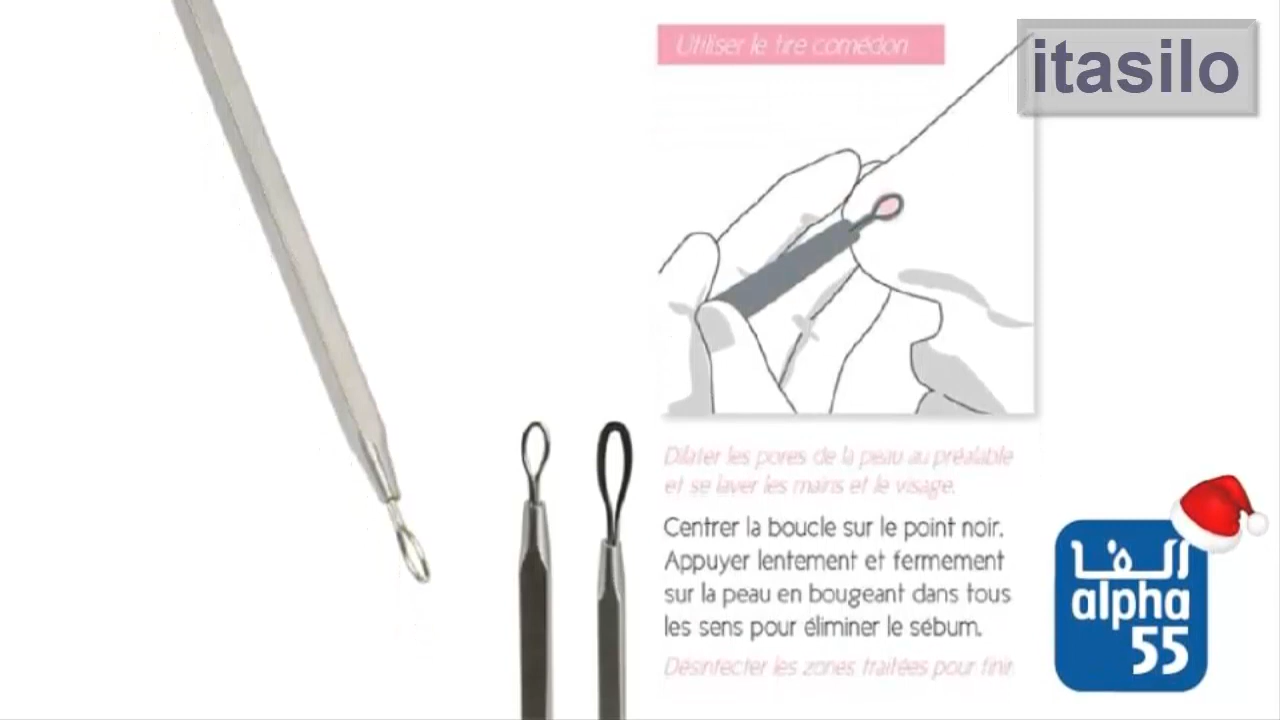 Utiliser le tire comédon
itasilo
Dilater les pores de la peau au préalable
et se laver les mains et le visage.
Centrer la boucle sur le point noir.
Appuyer lentement et fermement
sur la peau en bougeant dans tous
les sens pour éliminer le sébum.
Désinfecter les zones traitées pour finir
ألفا
alpha
55